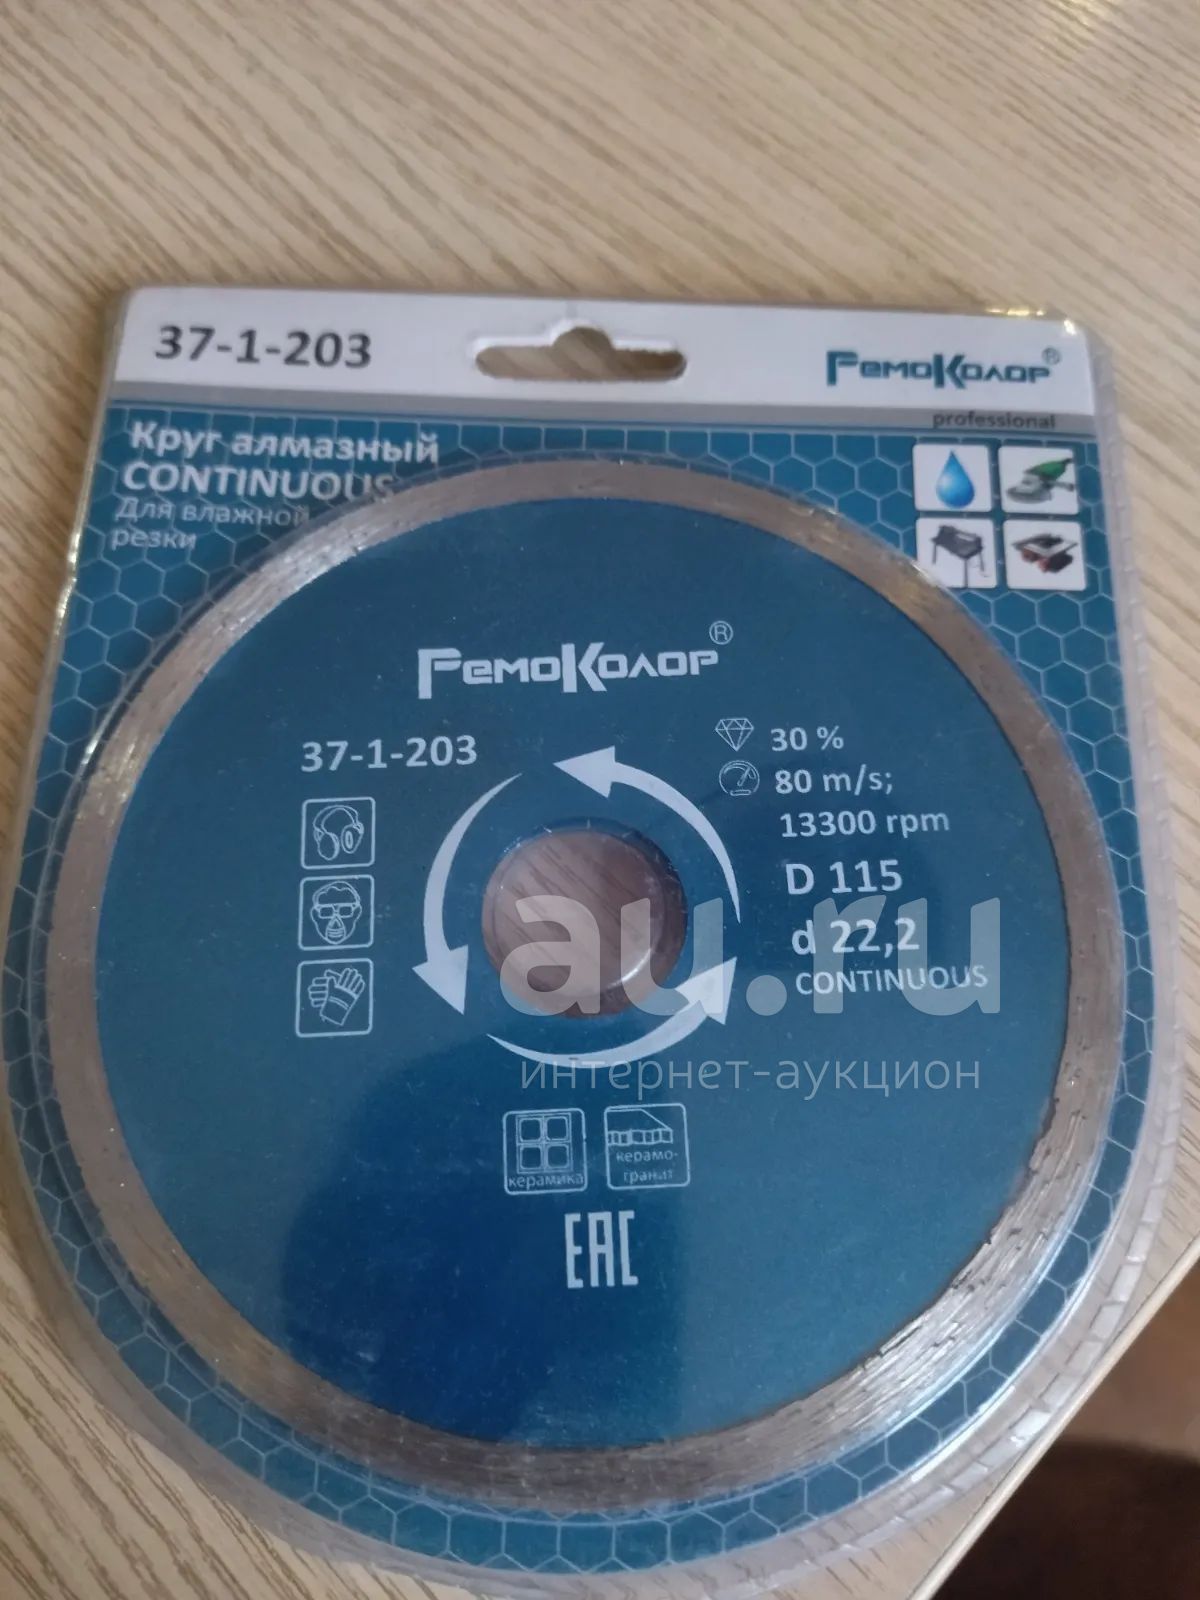 37-1-203
РемоКолор®
professional
Круг алмазный
CONTINUOUS
Для влажной
резки
РемоКолор®
37-1-203
30 %
80 m/s;
13300 rpm
D 115
d 22,2
CONTINUOUS
au.ru
интернет-аукцион
керамика
керамо-
гранит
EAC